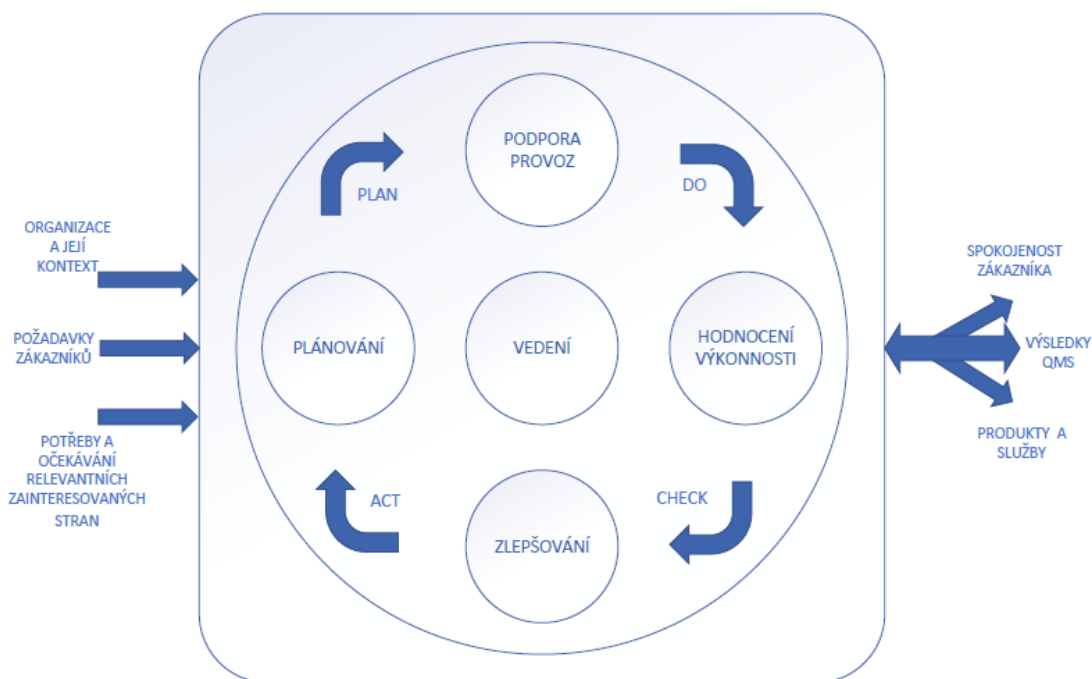 PODPORA
PROVOZ
PLAN
DO
ORGANIZACE
A JEJÍ
KONTEXT
SPOKOJENOST
ZÁKAZNÍKA
POŽADAVKY
ZÁKAZNÍKŮ
PLÁNOVÁNÍ
VEDENÍ
HODNOCENÍ
VÝKONNOSTI
VÝSLEDKY
QMS
POTŘEBY A
OČEKÁVÁNÍ
RELEVANTNÍCH
ZAINTERESOVANÝCH
STRAN
PRODUKTY A
SLUŽBY
ACT
CHECK
ZLEPŠOVÁNÍ